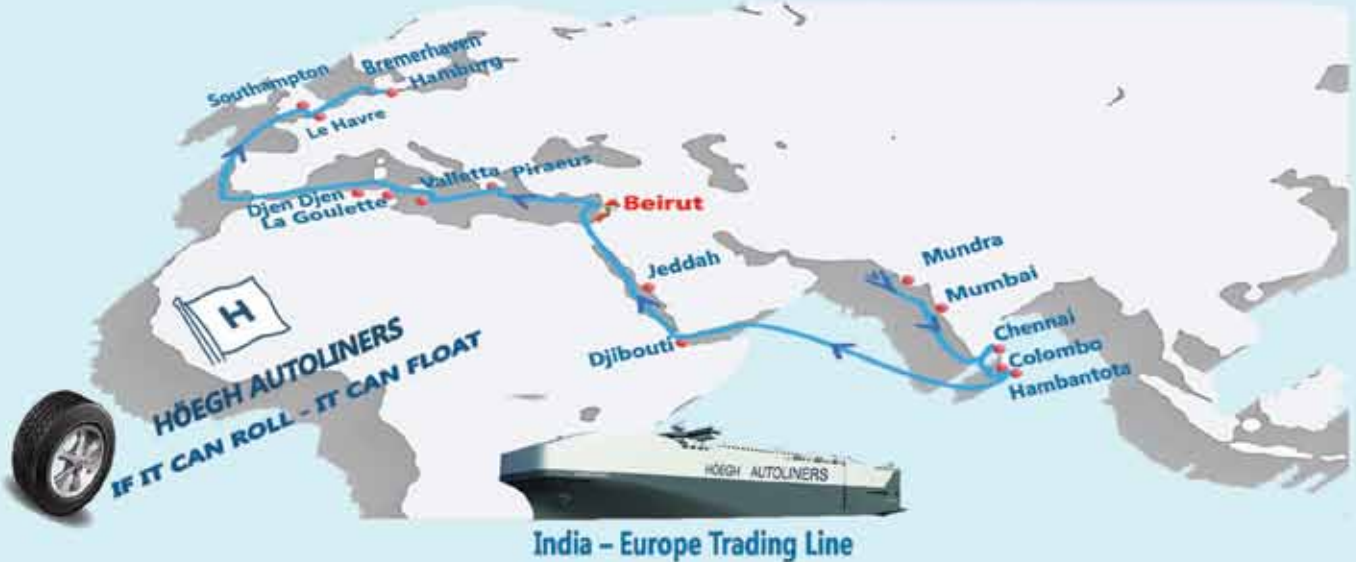 Southampton
Bremerhaven
Hamburg
Le Havre
Djen Djen
La Goulette
Valletta
Piraeus
Beirut
Jeddah
Djibouti
Mundra
Mumbai
Chennai
Colombo
Hambantota
H
HÖEGH AUTOLINERS
IF IT CAN ROLL - IT CAN FLOAT
HÖEGH AUTOLINERS
India – Europe Trading Line